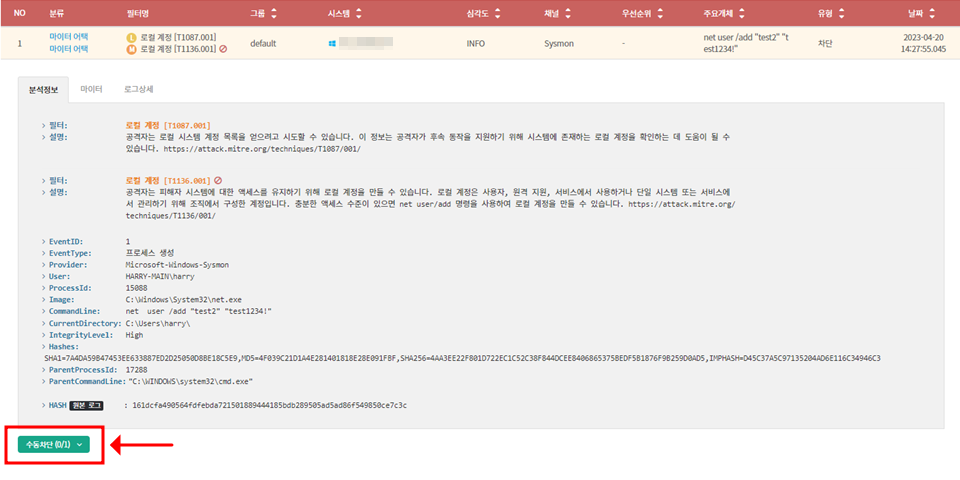 NO 분류 필터명 그룹 시스템 심각도 채널 우선순위 주요개체 유형 날짜
마이터 어택 L 로컬 계정 [T1087.001] net user /add "test2" "t 2023-04-20
1 default INFO Sysmon - 차단
마이터 어택 M 로컬 계정 [T1136.001] est1234!" 14:27:55.045
분석정보 마이터 로그상세
> 필터: 로컬 계정 [T1087.001]
> 설명: 공격자는 로컬 시스템 계정 목록을 얻으려고 시도할 수 있습니다. 이 정보는 공격자가 후속 동작을 지원하기 위해 시스템에 존재하는 로컬 계정을 확인하는 데 도움이 될 수
있습니다. https://attack.mitre.org/techniques/T1087/001/
> 필터: 로컬 계정 [T1136.001]
> 설명: 공격자는 피해자 시스템에 대한 액세스를 유지하기 위해 로컬 계정을 만들 수 있습니다. 로컬 계정은 사용자, 원격 지원, 서비스에서 사용하거나 단일 시스템 또는 서비스에
서 관리하기 위해 조직에서 구성한 계정입니다. 충분한 액세스 수준이 있으면 net user/add 명령을 사용하여 로컬 계정을 만들 수 있습니다. https://attack.mitre.org/
techniques/T1136/001/
> EventID: 1
> EventType: 프로세스 생성
> Provider: Microsoft-Windows-Sysmon
> User: HARRY-MAIN\harry
> ProcessId: 15088
> Image: C:\Windows\System32\net.exe
> CommandLine: net user /add "test2" "test1234!"
> CurrentDirectory: C:\Users\harry\
> IntegrityLevel: High
> Hashes:
SHA1=7A4DA59B47453EE633887ED2D25050D8BE18C5E9,MD5=4F039C21D1A4E281401818E28E091FBF,SHA256=4AA3EE22F801D722EC1C52C38F844DCEE8406865375BEDF5B1876F9B259D0AD5,IMPHASH=D45C37A5C97135204AD6E116C34946C3
> ParentProcessId: 17288
> ParentCommandLine: "C:\WINDOWS\system32\cmd.exe"
> HASH 원본 로그 : 161dcfa490564fdfebda721501889444185bdb289505ad5ad86f549850ce7c3c
수동차단 (0/1)